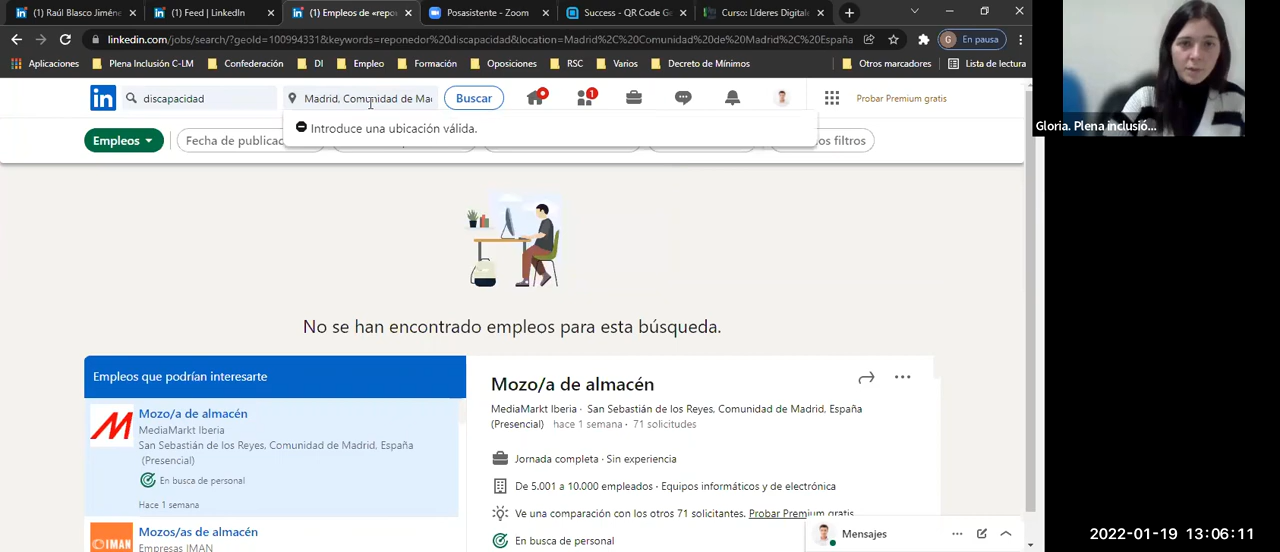 (1) Raúl Blasco Jiméne
(1) Feed | LinkedIn
(1) Empleos de «repon
Posasistente - Zoom
Success - QR Code Ge
Curso: Líderes Digitale
linkedin.com/jobs/search/?geoId=100994331&keywords=reponedor discapacidad&location=Madrid%2C%20Comunidad%20de%20Madrid%2C%20España
G
En pausa
Aplicaciones
Plena Inclusión C-LM
Confederación
DI
Empleo
Formación
Oposiciones
RSC
Varios
Decreto de Mínimos
Otros marcadores
Lista de lectura
in
discapacidad
Madrid, Comunidad de Mad
Buscar
1
Probar Premium gratis
Introduce una ubicación válida.
Empleos
Fecha de publicac
os filtros
No se han encontrado empleos para esta búsqueda.
Empleos que podrían interesarte
Mozo/a de almacén
MediaMarkt Iberia
San Sebastián de los Reyes, Comunidad de Madrid, España
(Presencial)
En busca de personal
Hace 1 semana
IMAN
Mozo/as de almacén
Empresas IMAN
Mozo/a de almacén
MediaMarkt Iberia · San Sebastián de los Reyes, Comunidad de Madrid, España
(Presencial) hace 1 semana · 71 solicitudes
Jornada completa · Sin experiencia
De 5.001 a 10.000 empleados · Equipos informáticos y de electrónica
Ve una comparación con los otros 71 solicitantes. Probar Premium gratis
En busca de personal
Mensajes
Gloria. Plena inclusió...
2022-01-19 13:06:11